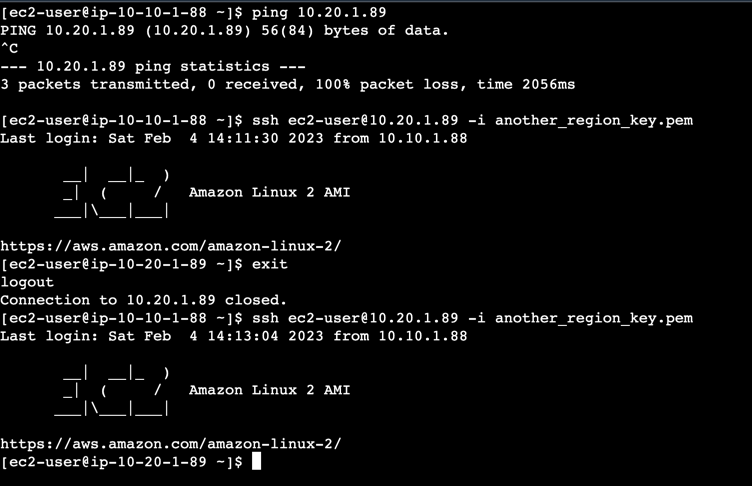 [ec2-user@ip-10-10-1-88 ~]$ ping 10.20.1.89
PING 10.20.1.89 (10.20.1.89) 56(84) bytes of data.
^C
--- 10.20.1.89 ping statistics ---
3 packets transmitted, 0 received, 100% packet loss, time 2056ms

[ec2-user@ip-10-10-1-88 ~]$ ssh ec2-user@10.20.1.89 -i another_region_key.pem
Last login: Sat Feb  4 14:11:30 2023 from 10.10.1.88

       __|  __|_  )
       _|  (     /   Amazon Linux 2 AMI
      ___|\___|___|

https://aws.amazon.com/amazon-linux-2/
[ec2-user@ip-10-20-1-89 ~]$ exit
logout
Connection to 10.20.1.89 closed.
[ec2-user@ip-10-10-1-88 ~]$ ssh ec2-user@10.20.1.89 -i another_region_key.pem
Last login: Sat Feb  4 14:13:04 2023 from 10.10.1.88

       __|  __|_  )
       _|  (     /   Amazon Linux 2 AMI
      ___|\___|___|

https://aws.amazon.com/amazon-linux-2/
[ec2-user@ip-10-20-1-89 ~]$